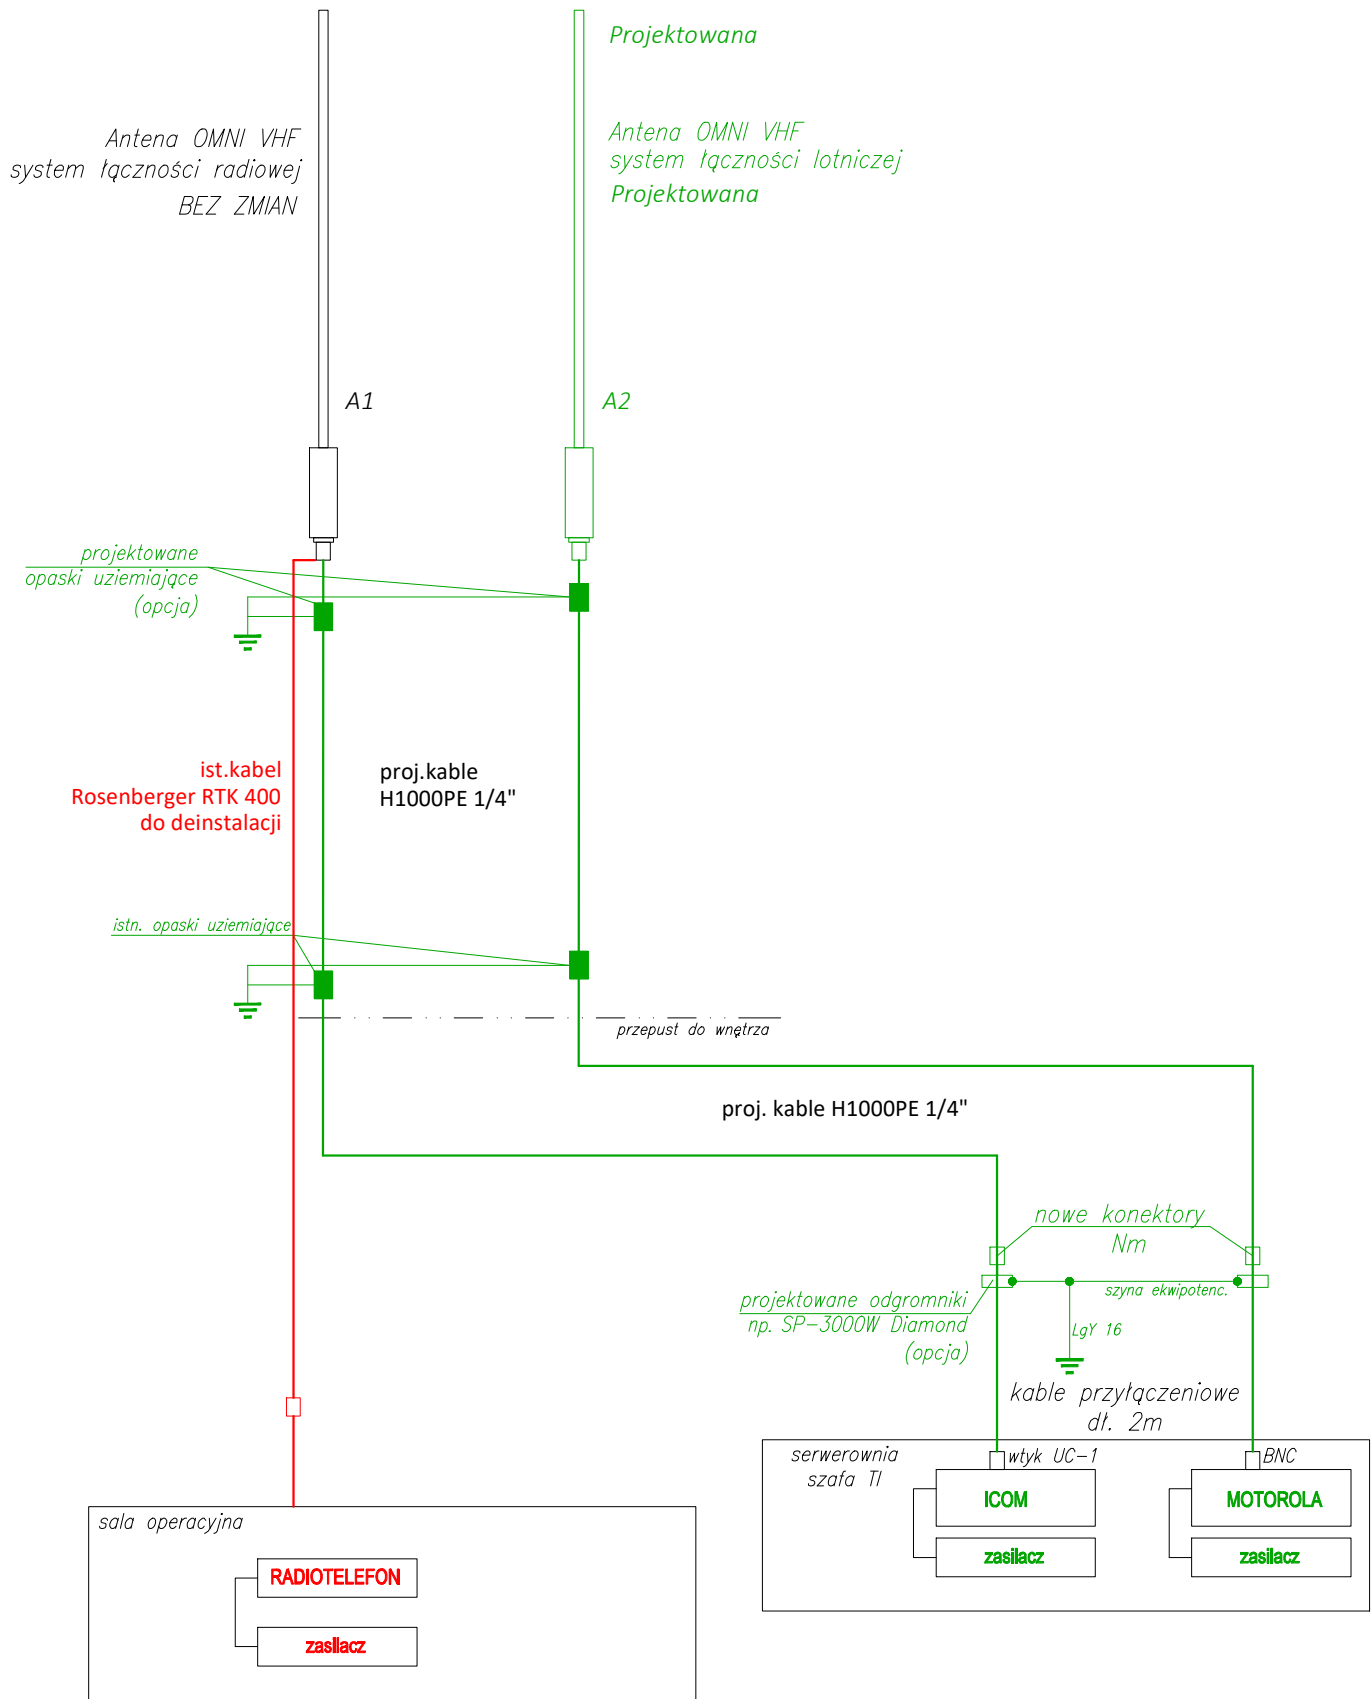 Projektowana
Antena OMNI VHF
system łączności radiowej
BEZ ZMIAN
Antena OMNI VHF
system łączności lotniczej
Projektowana
A1
A2
projektowane
opaski uziemiające
(opcja)
ist.kabel
Rosenberger RTK 400
do deinstalacji
proj.kable
H1000PE 1/4"
istn. opaski uziemiające
przepust do wnętrza
proj. kable H1000PE 1/4"
nowe konektory
Nm
szyna ekwipotenc.
projektowane odgromniki
np. SP-3000W Diamond
(opcja)
LgY 16
kable przyłączeniowe
dł. 2m
serwerownia
szafa TI
wtyk UC-1
BNC
ICOM
MOTOROLA
zasilacz
zasilacz
sala operacyjna
RADIOTELEFON
zasilacz